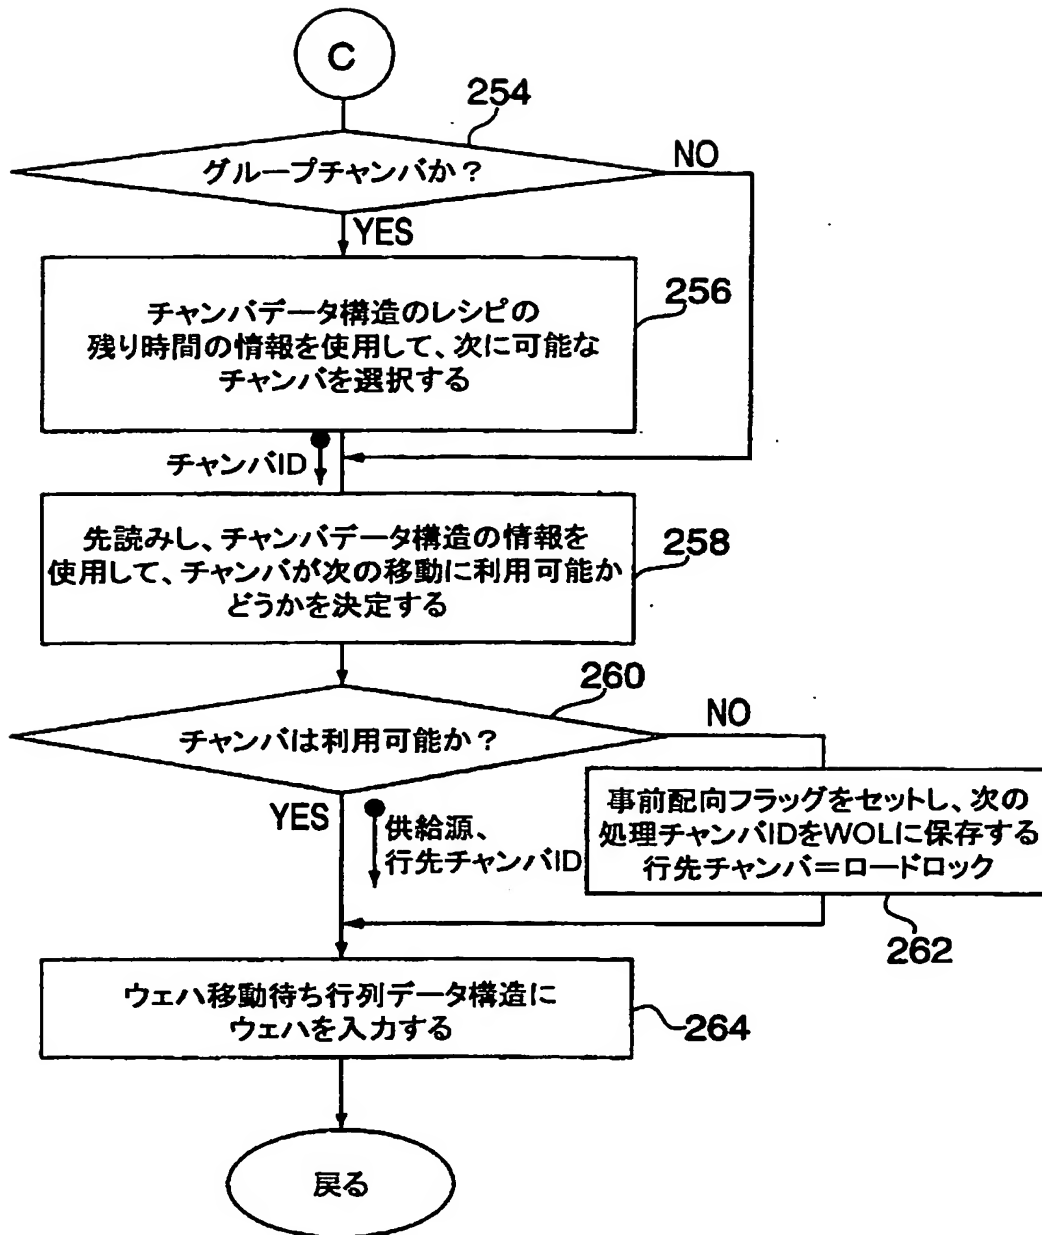 C
254
グループチャンバか？
NO
YES
256
チャンバデータ構造のレシピの
残り時間の情報を使用して、次に可能な
チャンバを選択する
チャンバID
258
先読みし、チャンバデータ構造の情報を
使用して、チャンバが次の移動に利用可能か
どうかを決定する
260
チャンバは利用可能か？
NO
YES
供給源、
行先チャンバID
事前配向フラッグをセットし、次の
処理チャンバIDをWOLに保存する
行先チャンバ＝ロードロック
262
ウェハ移動待ち行列データ構造に
ウェハを入力する
264
戻る